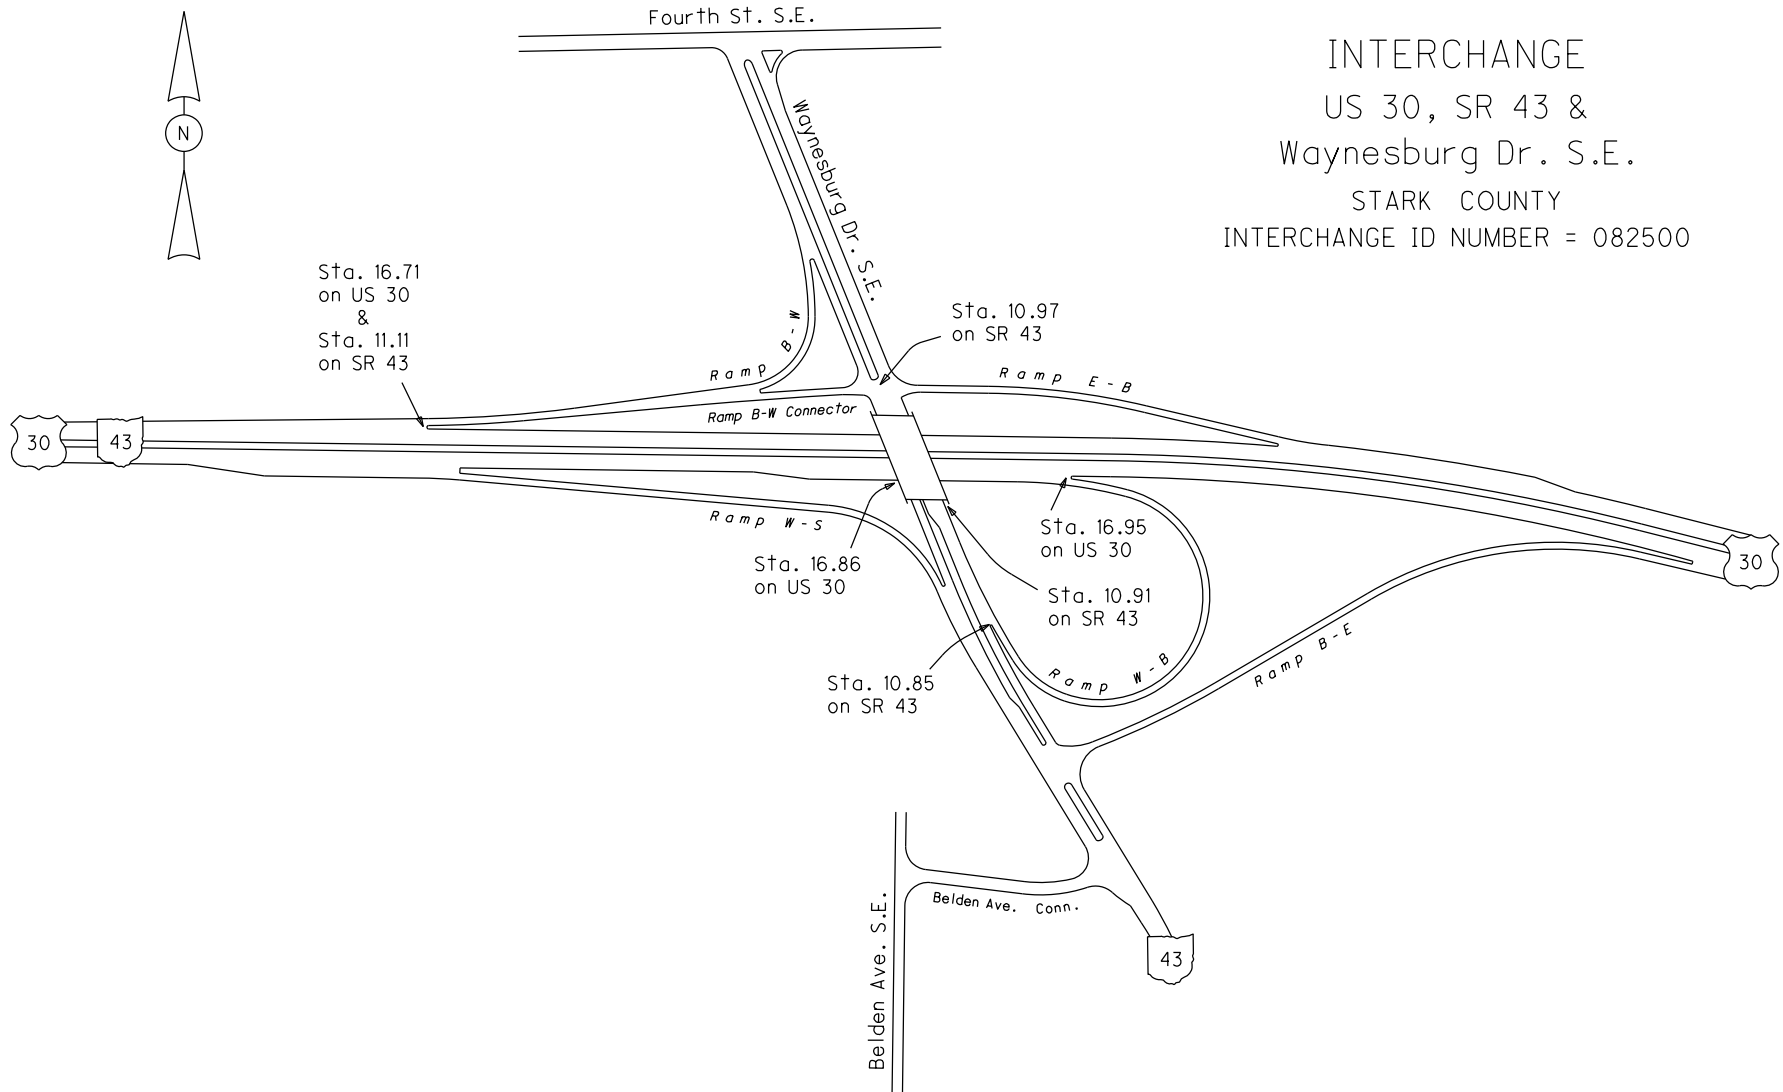 Fourth St. S.E.
INTERCHANGE
US 30, SR 43 &
Waynesburg Dr. S.E.
STARK COUNTY
INTERCHANGE ID NUMBER = 082500
N
Waynesburg Dr. S.E.
Sta. 16.71
on US 30
&
Sta. 11.11
on SR 43
Sta. 10.97
on SR 43
Ramp B-W
Ramp E-B
Ramp B-W Connector
30
43
Ramp W-S
Sta. 16.95
on US 30
Sta. 16.86
on US 30
30
Sta. 10.91
on SR 43
Ramp W-B
Ramp B-E
Sta. 10.85
on SR 43
Belden Ave. Conn.
Belden Ave. S.E.
43